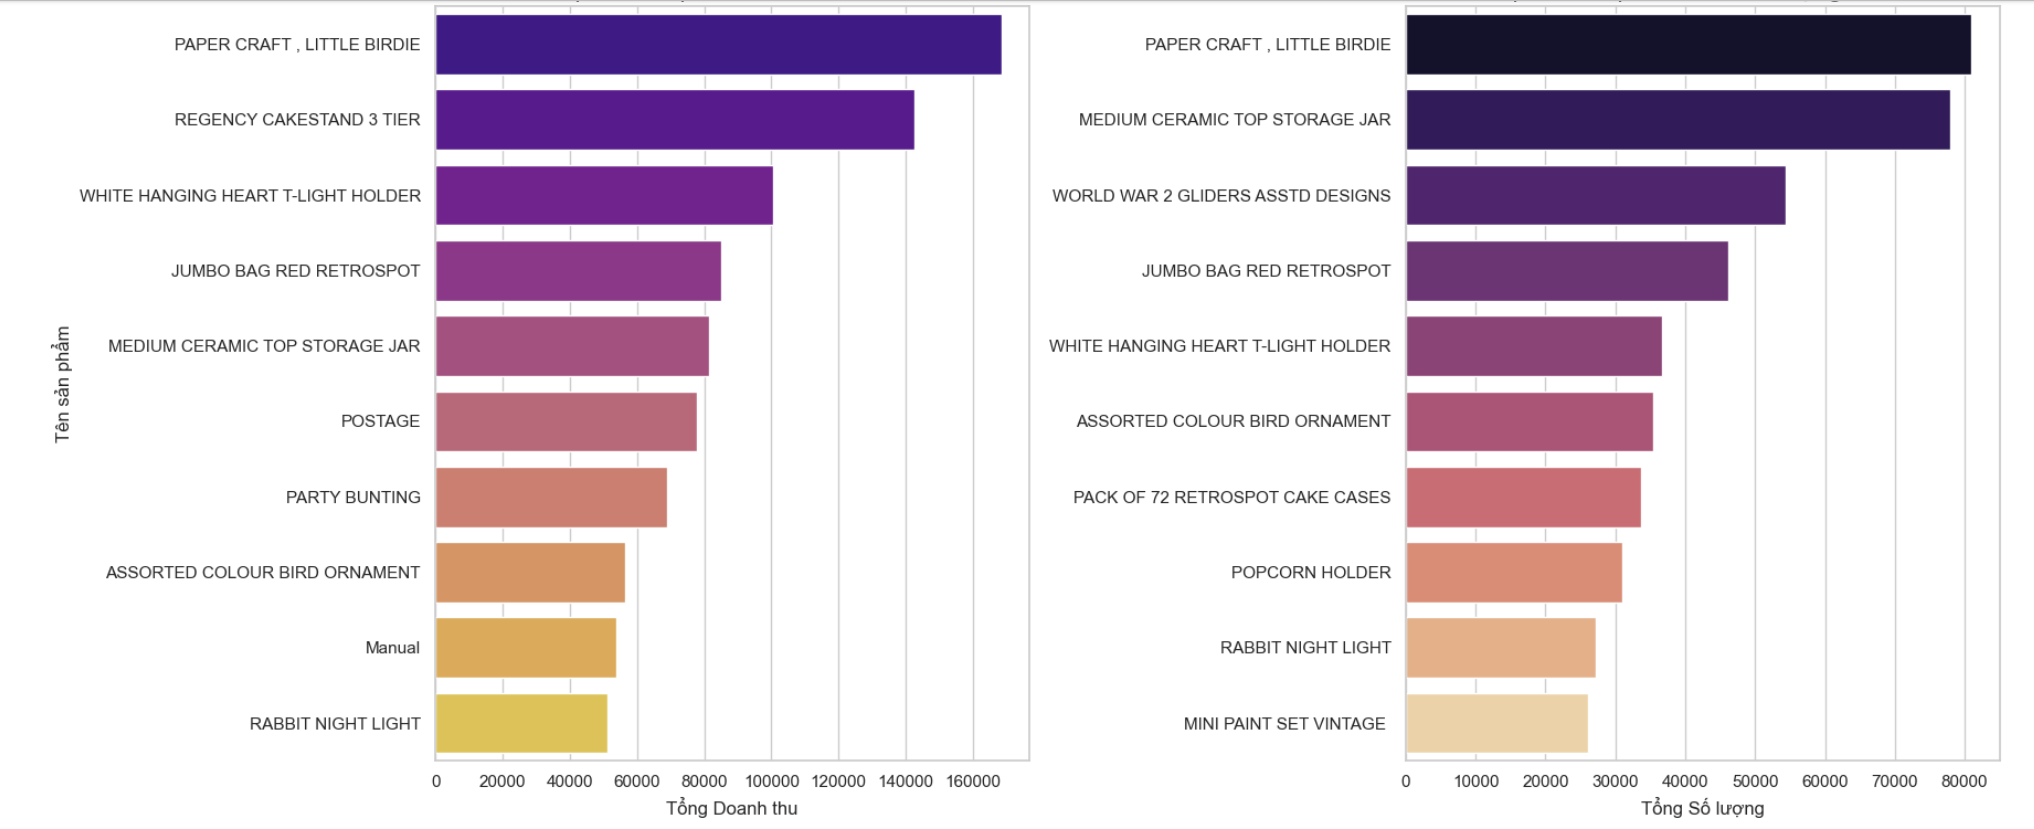 PAPER CRAFT , LITTLE BIRDIE
REGENCY CAKESTAND 3 TIER
WHITE HANGING HEART T-LIGHT HOLDER
JUMBO BAG RED RETROSPOT
MEDIUM CERAMIC TOP STORAGE JAR
POSTAGE
PARTY BUNTING
ASSORTED COLOUR BIRD ORNAMENT
Manual
RABBIT NIGHT LIGHT
Tên sản phẩm
0 20000 40000 60000 80000 100000 120000 140000 160000
Tổng Doanh thu
PAPER CRAFT , LITTLE BIRDIE
MEDIUM CERAMIC TOP STORAGE JAR
WORLD WAR 2 GLIDERS ASSTD DESIGNS
JUMBO BAG RED RETROSPOT
WHITE HANGING HEART T-LIGHT HOLDER
ASSORTED COLOUR BIRD ORNAMENT
PACK OF 72 RETROSPOT CAKE CASES
POPCORN HOLDER
RABBIT NIGHT LIGHT
MINI PAINT SET VINTAGE
0 10000 20000 30000 40000 50000 60000 70000 80000
Tổng Số lượng